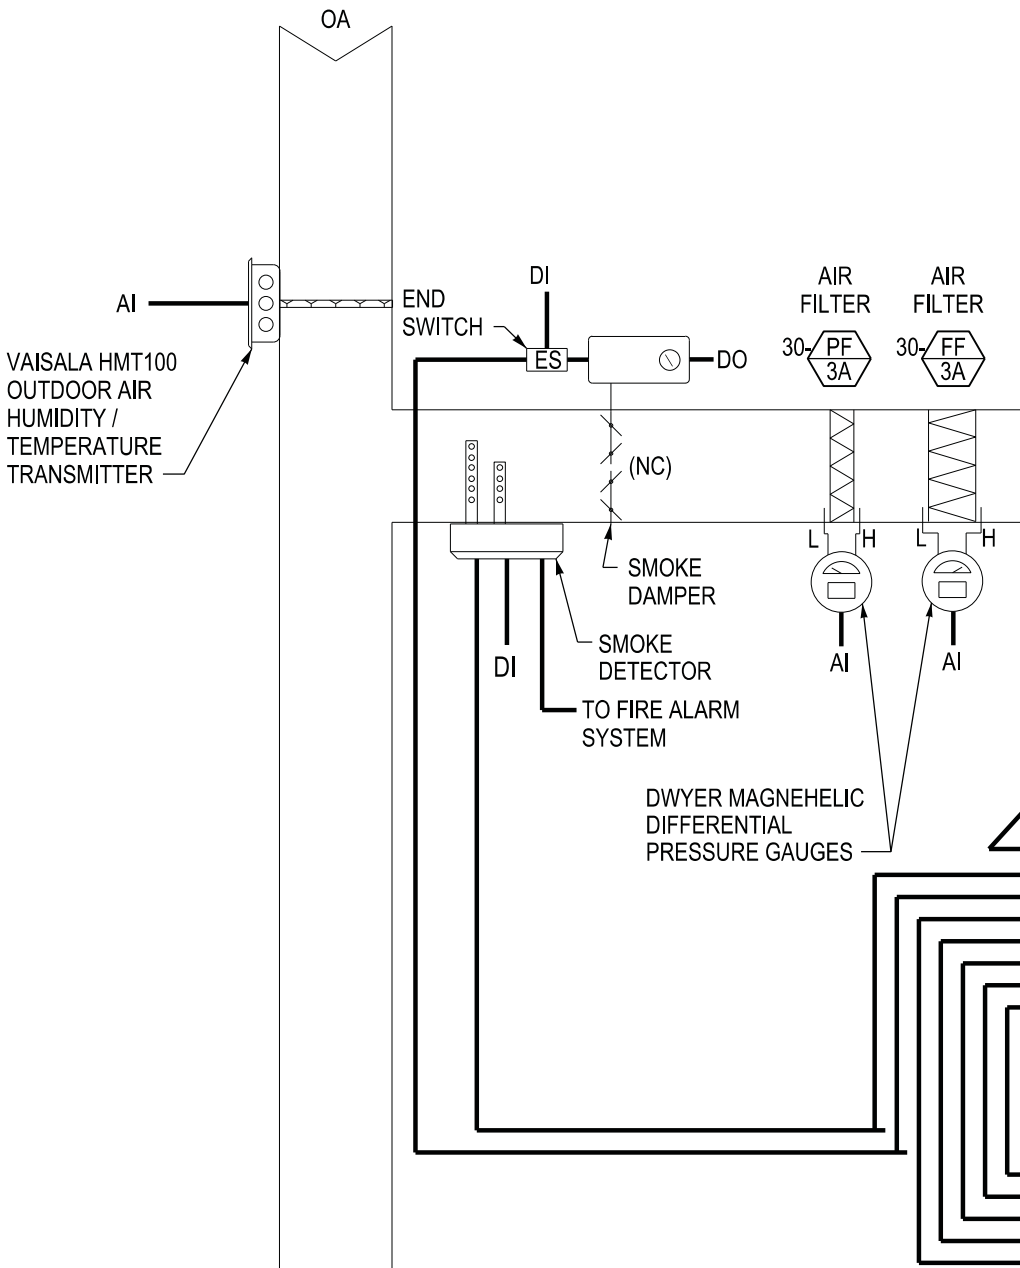 OA
AI
VAISALA HMT100
OUTDOOR AIR
HUMIDITY /
TEMPERATURE
TRANSMITTER
END
SWITCH
DI
ES
DO
(NC)
AIR
FILTER
30-
PF
3A
AIR
FILTER
30-
FF
3A
L
H
L
H
SMOKE
DAMPER
AI
AI
DI
SMOKE
DETECTOR
TO FIRE ALARM
SYSTEM
DWYER MAGNEHELIC
DIFFERENTIAL
PRESSURE GAUGES